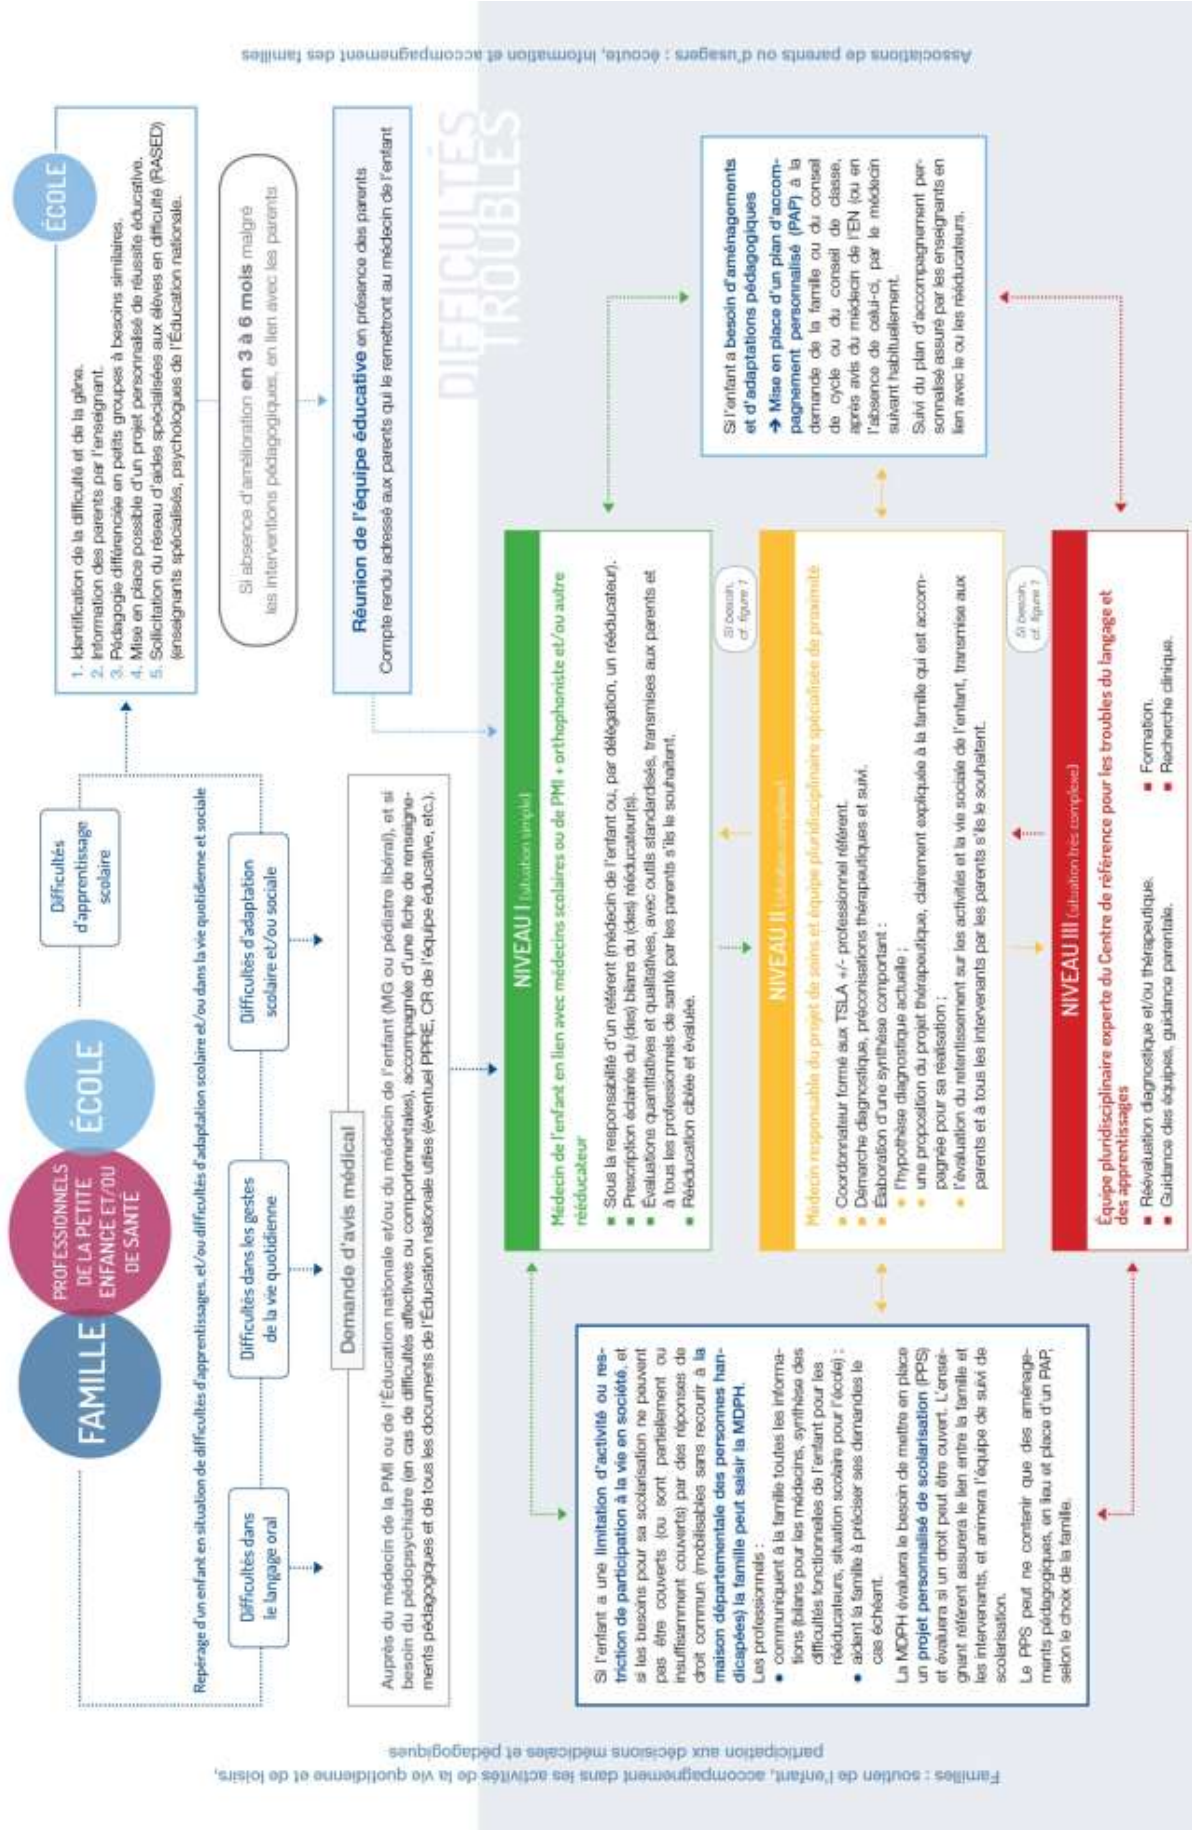 FAMILLE
PROFESSIONNELS
DE LA PETITE
ENFANCE ET/OU
DE SANTÉ
ÉCOLE
Difficultés
d'apprentissage
scolaire
Repérage d'un enfant en situation de difficultés d'apprentissages, et/ou difficultés d'adaptation scolaire et/ou dans la vie quotidienne et sociale
Difficultés dans
le langage oral
Difficultés dans les gestes
de la vie quotidienne
Difficultés d'adaptation
scolaire et/ou sociale
Demande d'avis médical
Auprès du médecin de la PMI ou de l'Éducation nationale et/ou du médecin de l'enfant (MG ou pédiatre libéral), et si
besoin du pédopsychiatre (en cas de difficultés affectives ou comportementales), accompagnée d'une fiche de renseigne-
ments pédagogiques et de tous les documents de l'Éducation nationale utiles (éventuel PPRE, CR de l'équipe éducative, etc.).
ÉCOLE
1. Identification de la difficulté et de la gêne.
2. Information des parents par l'enseignant.
3. Pédagogie différenciée en petits groupes à besoins similaires.
4. Mise en place possible d'un projet personnalisé de réussite éducative.
5. Sollicitation du réseau d'aides spécialisées aux élèves en difficulté (RASED)
(enseignants spécialisés, psychologues de l'Éducation nationale.
Si absence d'amélioration en 3 à 6 mois malgré
les interventions pédagogiques, en lien avec les parents
Réunion de l'équipe éducative en présence des parents
Compte rendu adressé aux parents qui le remettront au médecin de l'enfant
DIFFICULTÉS
TROUBLES
NIVEAU I (situation simple)
Médecin de l'enfant en lien avec médecins scolaires ou de PMI + orthophoniste et/ou autre
rééducateur
■ Sous la responsabilité d'un référent (médecin de l'enfant ou, par délégation, un rééducateur).
■ Prescription éclairée du (des) bilans du (des) rééducateur(s).
■ Évaluations quantitatives et qualitatives, avec outils standardisés, transmises aux parents et
à tous les professionnels de santé par les parents s'ils le souhaitent.
■ Rééducation ciblée et évaluée.
Si besoin,
cf. figure 1
NIVEAU II (situation complexe)
Médecin responsable du projet de soins et équipe pluridisciplinaire spécialisée de proximité
■ Coordonnateur formé aux TSLA +/- professionnel référent.
■ Démarche diagnostique, préconisations thérapeutiques et suivi.
■ Élaboration d'une synthèse comportant :
● l'hypothèse diagnostique actuelle ;
● une proposition du projet thérapeutique, clairement expliquée à la famille qui est accom-
pagnée pour sa réalisation ;
● l'évaluation du retentissement sur les activités et la vie sociale de l'enfant, transmise aux
parents et à tous les intervenants par les parents s'ils le souhaitent.
Si besoin,
cf. figure 1
NIVEAU III (situation très complexe)
Équipe pluridisciplinaire experte du Centre de référence pour les troubles du langage et
des apprentissages
■ Réévaluation diagnostique et/ou thérapeutique.
■ Guidance des équipes, guidance parentale.
■ Formation.
■ Recherche clinique.
Si l'enfant a une limitation d'activité ou res-
triction de participation à la vie en société, et
si les besoins pour sa scolarisation ne peuvent
pas être couverts (ou sont partiellement ou
insuffisamment couverts) par des réponses de
droit commun (mobilisables sans recourir à la
maison départementale des personnes han-
dicapées) la famille peut saisir la MDPH.
Les professionnels :
● communiquent à la famille toutes les informa-
tions (bilans pour les médecins, synthèse des
difficultés fonctionnelles de l'enfant pour les
rééducateurs, situation scolaire pour l'école) ;
● aident la famille à préciser ses demandes le
cas échéant.
La MDPH évaluera le besoin de mettre en place
un projet personnalisé de scolarisation (PPS)
et évaluera si un droit peut être ouvert. L'ensei-
gnant référent assurera le lien entre la famille et
les intervenants, et animera l'équipe de suivi de
scolarisation.
Le PPS peut ne contenir que des aménage-
ments pédagogiques, en lieu et place d'un PAP,
selon le choix de la famille.
Si l'enfant a besoin d'aménagements
et d'adaptations pédagogiques
➔ Mise en place d'un plan d'accom-
pagnement personnalisé (PAP) à la
demande de la famille ou du conseil
de cycle ou du conseil de classe,
après avis du médecin de l'EN (ou en
l'absence de celui-ci, par le médecin
suivant habituellement.
Suivi du plan d'accompagnement per-
sonnalisé assuré par les enseignants en
lien avec le ou les rééducateurs.
Familles : soutien de l'enfant, accompagnement dans les activités de la vie quotidienne et de loisirs,
participation aux décisions médicales et pédagogiques
Associations de parents ou d'usagers : écoute, information et accompagnement des familles